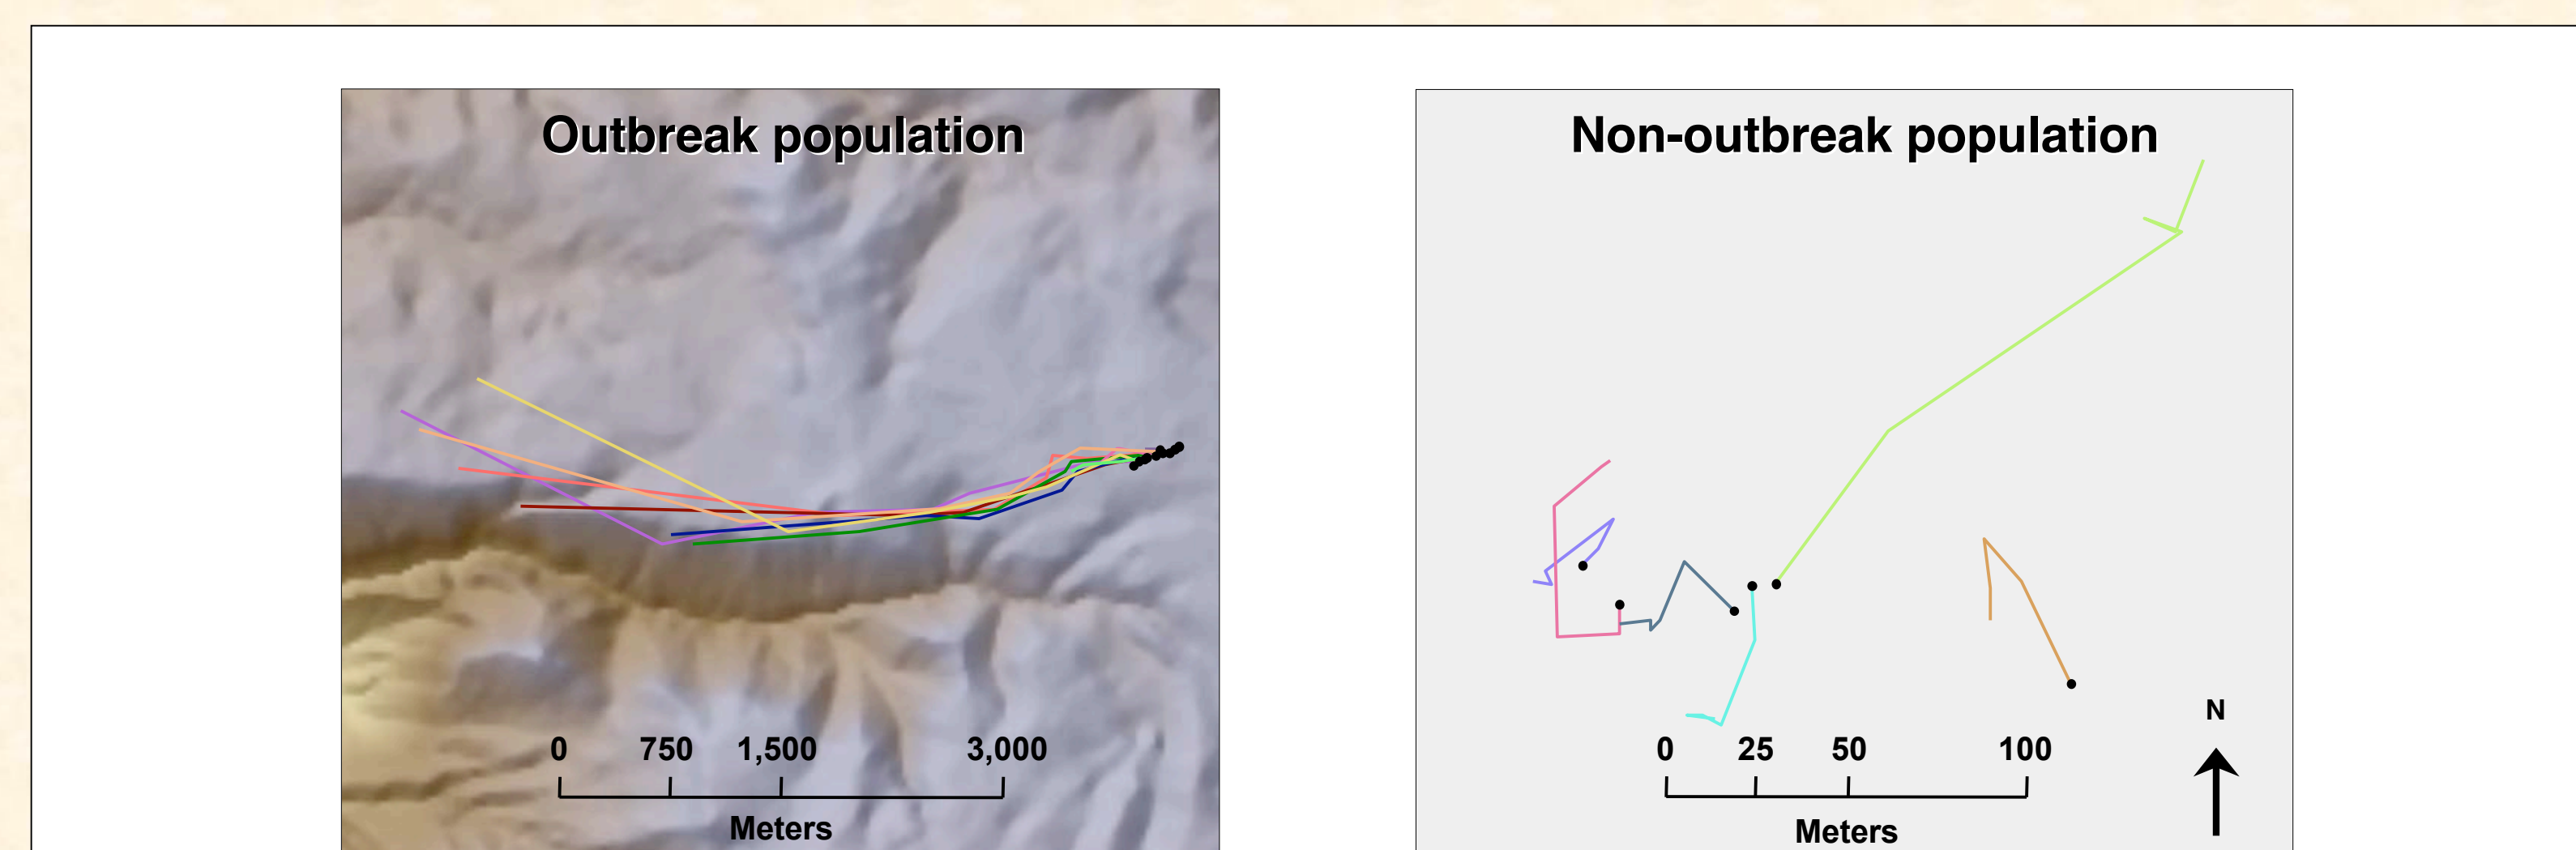 Outbreak population
0 750 1,500 3,000
Meters
Non-outbreak population
N
0 25 50 100
Meters